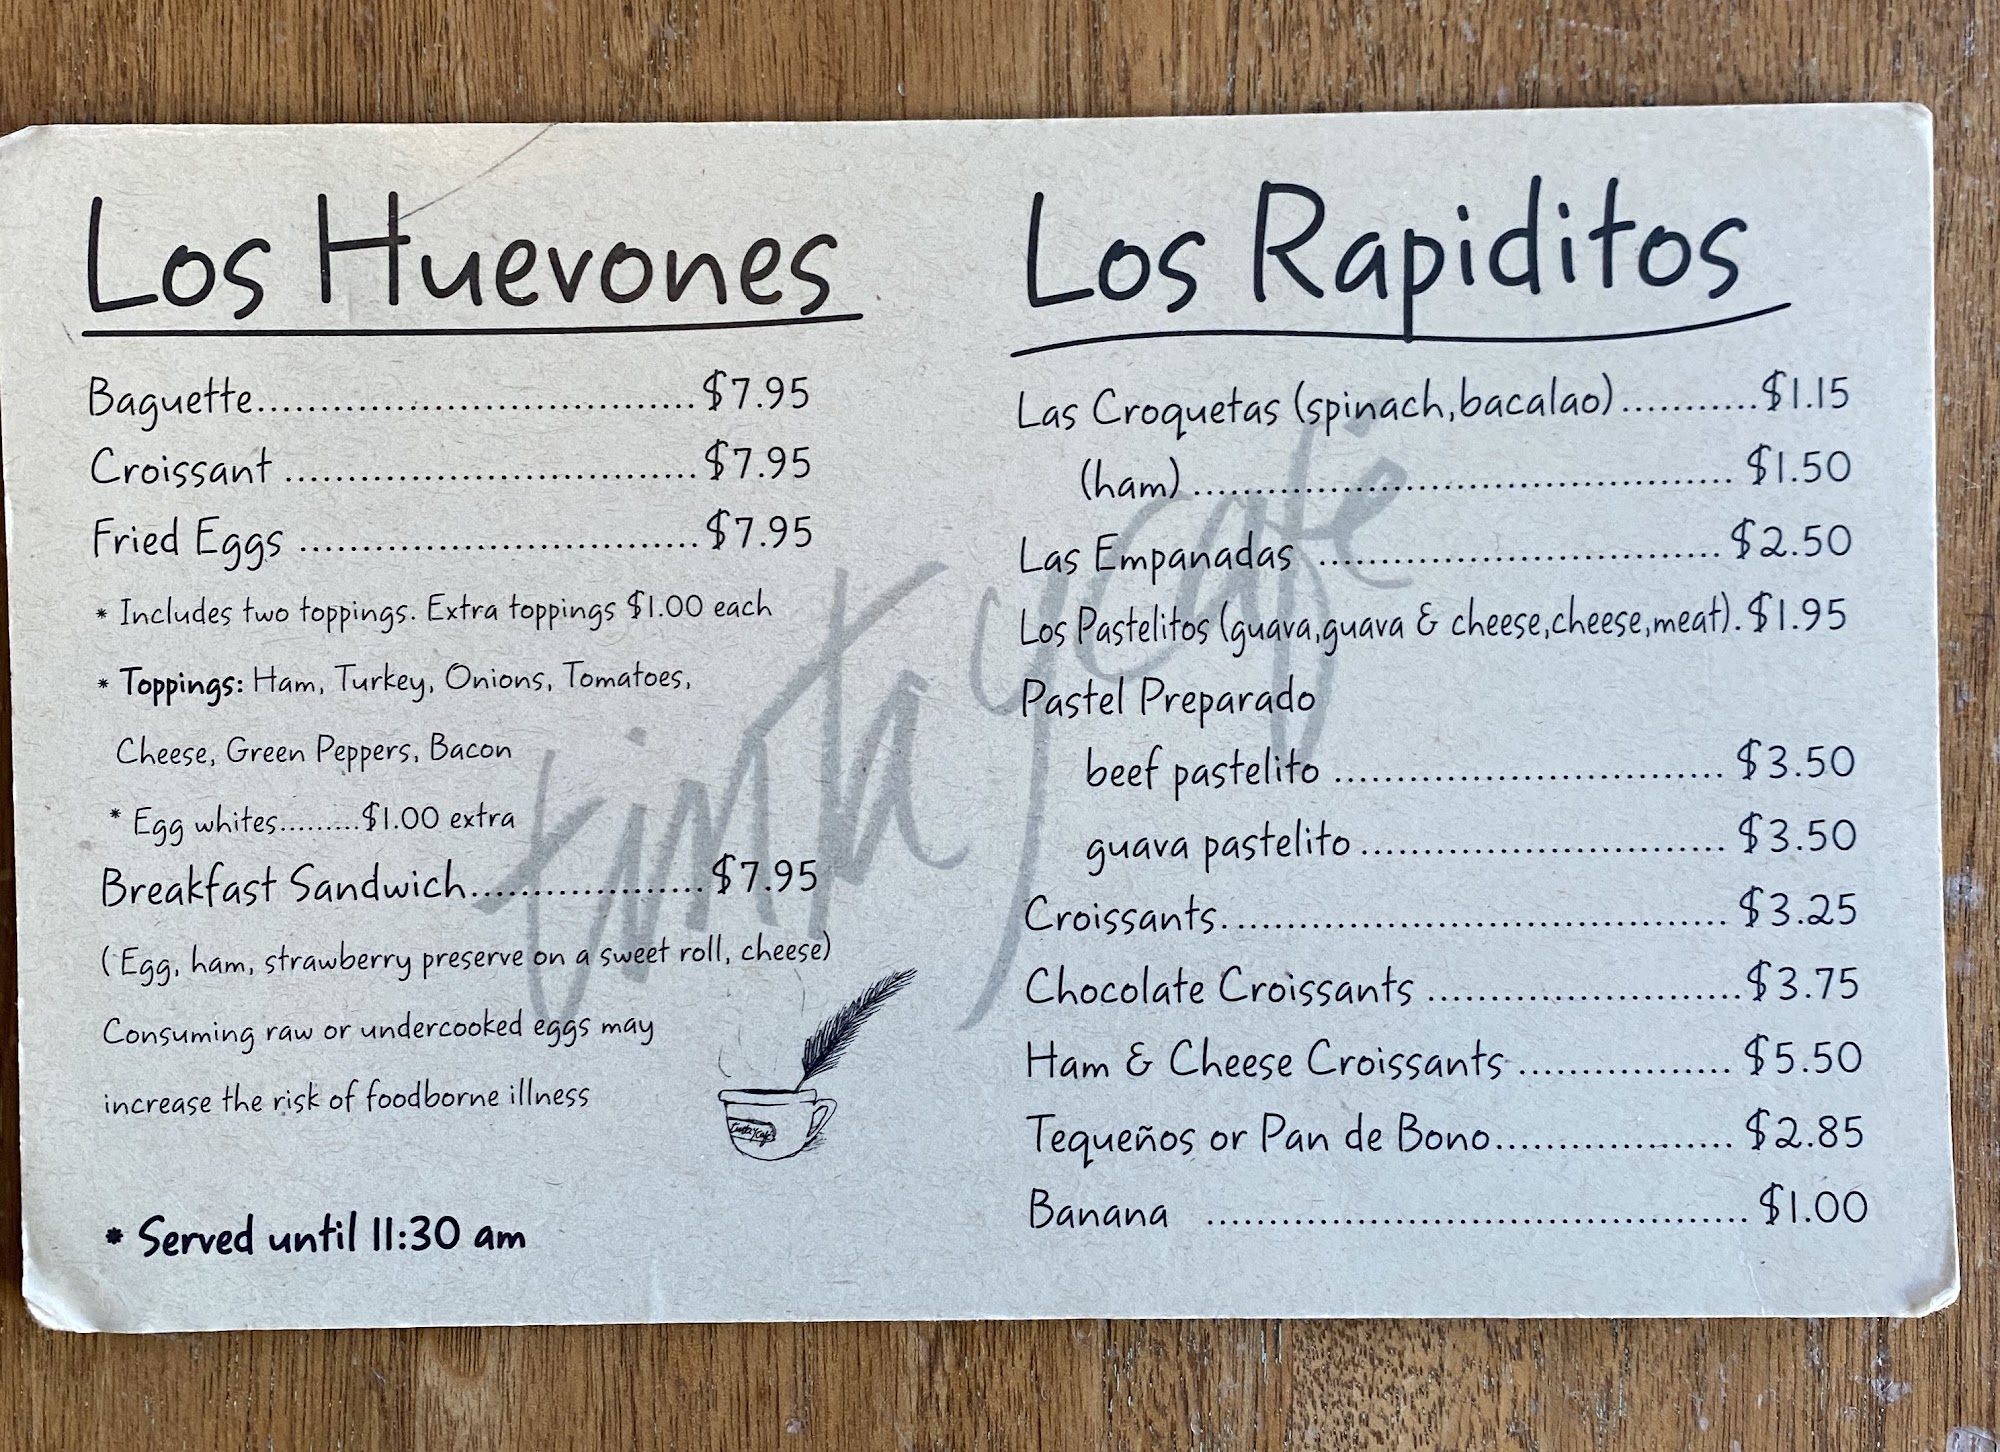 Los Huevones
Baguette..................................$7.95
Croissant ................................$7.95
Fried Eggs ...............................$7.95
* Includes two toppings. Extra toppings $1.00 each
* Toppings: Ham, Turkey, Onions, Tomatoes,
Cheese, Green Peppers, Bacon
* Egg whites.........$1.00 extra
Breakfast Sandwich......................$7.95
(Egg, ham, strawberry preserve on a sweet roll, cheese)
Consuming raw or undercooked eggs may
increase the risk of foodborne illness
* Served until 11:30 am
Los Rapiditos
Las Croquetas (spinach,bacalao)...........$1.15
(ham)..........................................$1.50
Las Empanadas ................................$2.50
Los Pastelitos (guava,guava & cheese,cheese,meat).$1.95
Pastel Preparado
beef pastelito ..............................$3.50
guava pastelito.............................$3.50
Croissants.......................................$3.25
Chocolate Croissants .........................$3.75
Ham & Cheese Croissants.................$5.50
Tequeños or Pan de Bono...................$2.85
Banana ..........................................$1.00
tinta y café
tinta y café